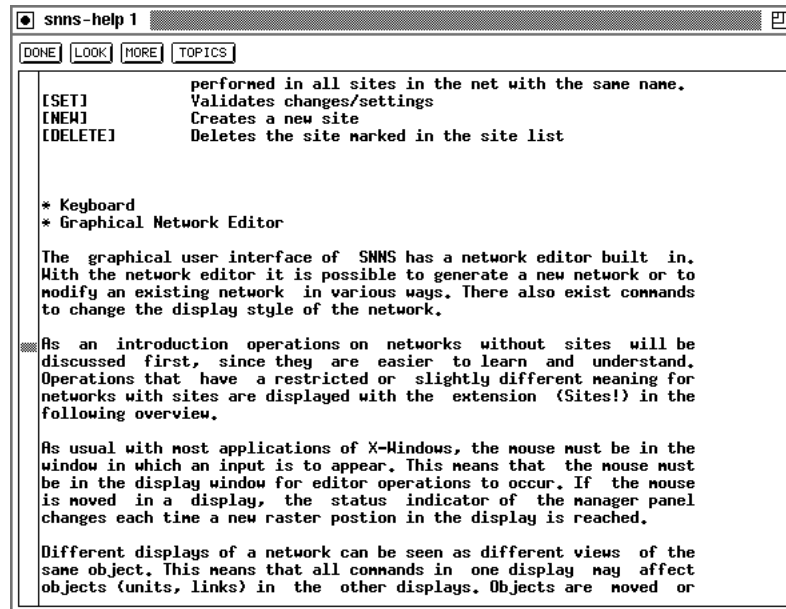 snns-help 1
DONE LOOK MORE TOPICS
performed in all sites in the net with the same name.
[SET] Validates changes/settings
[NEW] Creates a new site
[DELETE] Deletes the site marked in the site list
* Keyboard
* Graphical Network Editor
The graphical user interface of SNNS has a network editor built in.
With the network editor it is possible to generate a new network or to
modify an existing network in various ways. There also exist commands
to change the display style of the network.
As an introduction operations on networks without sites will be
discussed first, since they are easier to learn and understand.
Operations that have a restricted or slightly different meaning for
networks with sites are displayed with the extension (Sites!) in the
following overview.
As usual with most applications of X-Windows, the mouse must be in the
window in which an input is to appear. This means that the mouse must
be in the display window for editor operations to occur. If the mouse
is moved in a display, the status indicator of the manager panel
changes each time a new raster postion in the display is reached.
Different displays of a network can be seen as different views of the
same object. This means that all commands in one display may affect
objects (units, links) in the other displays. Objects are moved or